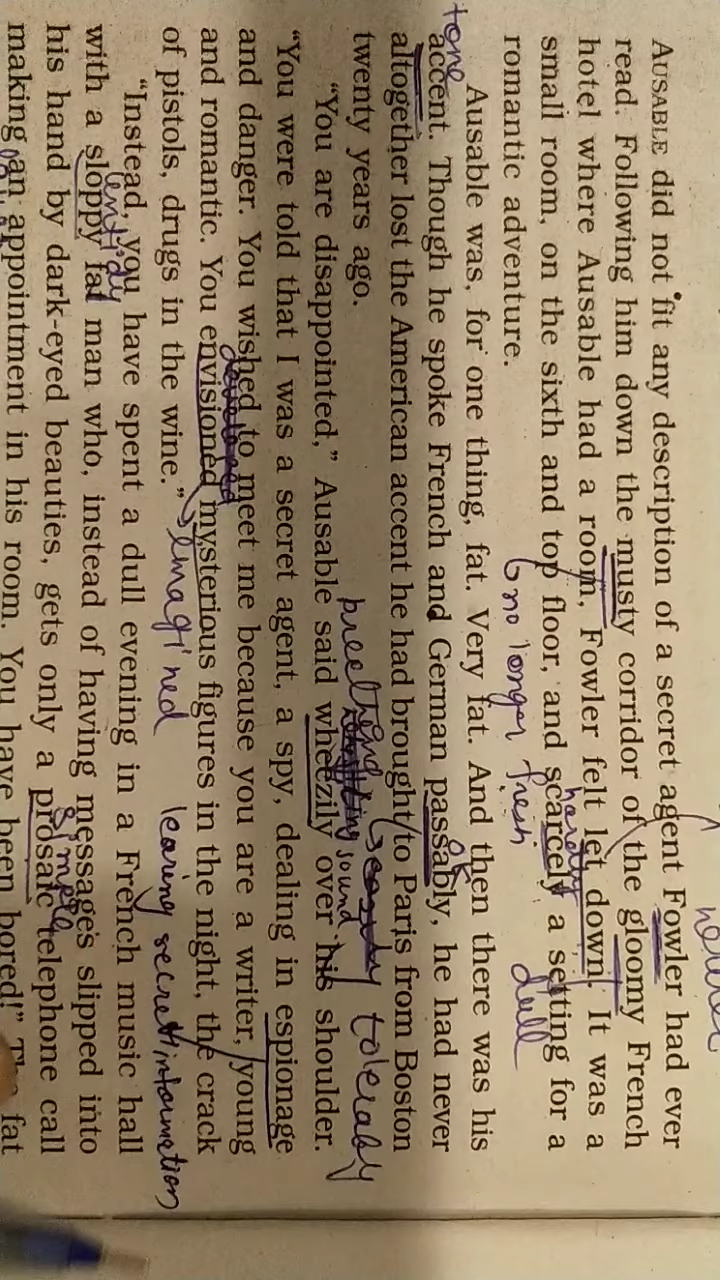 AUSABLE did not fit any description of a secret agent Fowler had ever
read. Following him down the musty corridor of the gloomy French
hotel where Ausable had a room, Fowler felt let down. It was a
no longer fresh
hardly
dull
small room, on the sixth and top floor, and scarcely a setting for a
romantic adventure.
Ausable was, for one thing, fat. Very fat. And then there was his
tone
accent. Though he spoke French and German passably, he had never
altogether lost the American accent he had brought to Paris from Boston
tolerably
twenty years ago.
"You are disappointed," Ausable said wheezily over his shoulder.
sound
"You were told that I was a secret agent, a spy, dealing in espionage
and danger. You wished to meet me because you are a writer, young
and romantic. You envisioned mysterious figures in the night, the crack
of pistols, drugs in the wine."
imagined
secret information
"Instead, you have spent a dull evening in a French music hall
with a sloppy fat man who, instead of having messages slipped into
simple
his hand by dark-eyed beauties, gets only a prosaic telephone call
making an appointment in his room. You have been bored!" The fat